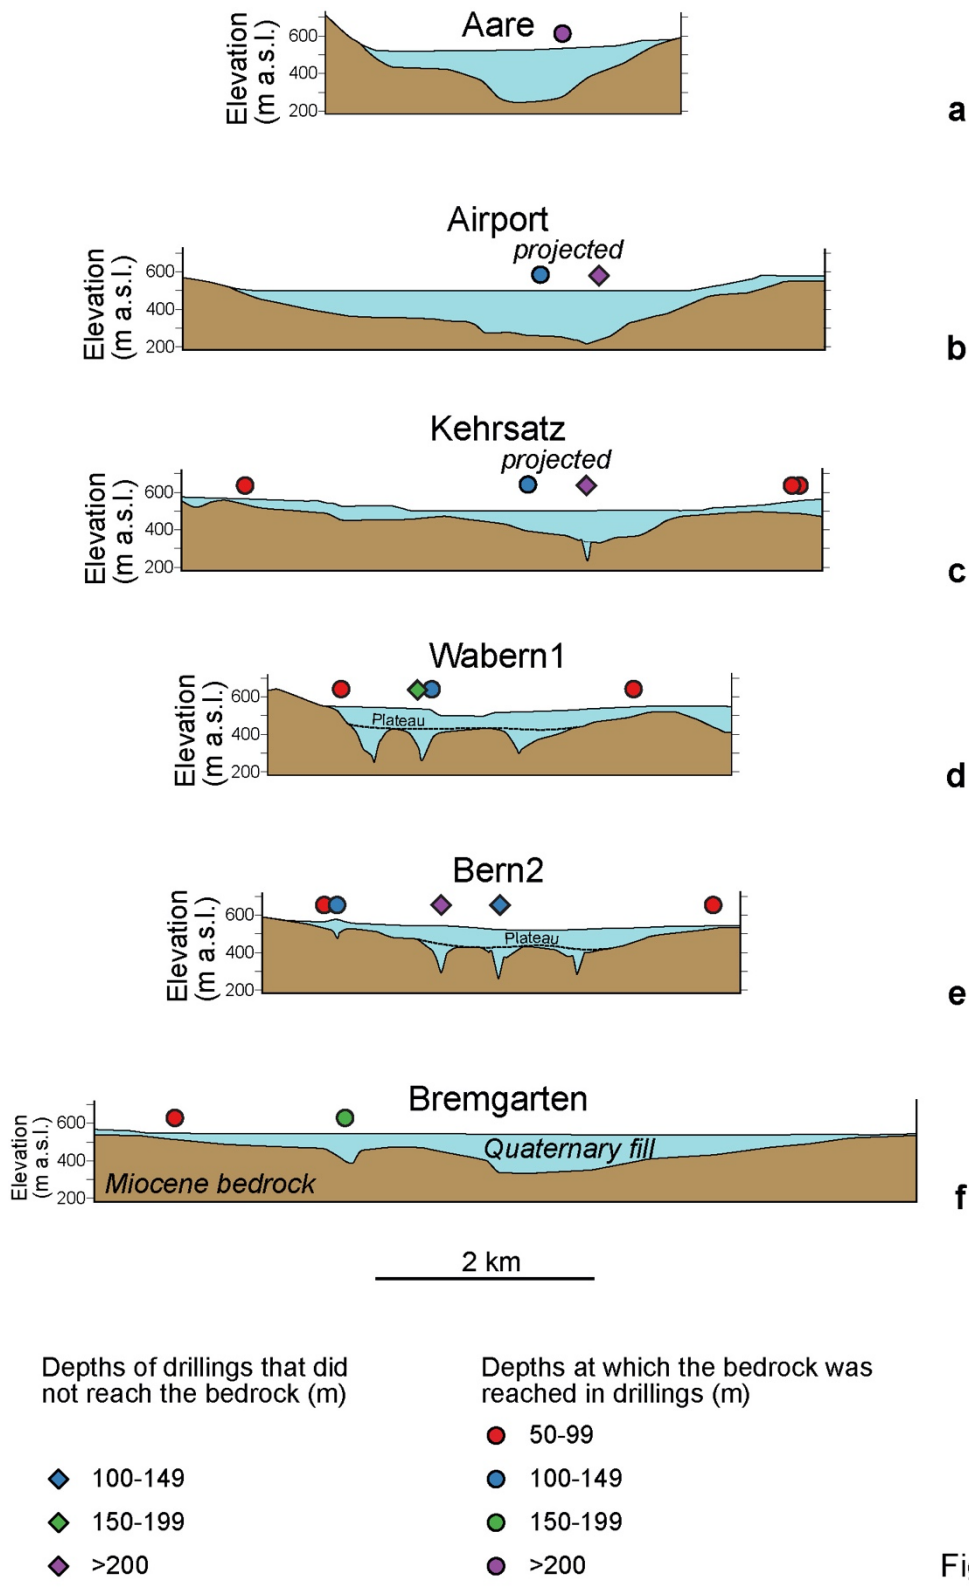 Aare
Elevation
(m a.s.l.)
600
400
200
a
Airport
projected
Elevation
(m a.s.l.)
600
400
200
b
Kehrsatz
projected
Elevation
(m a.s.l.)
600
400
200
c
Wabern1
Elevation
(m a.s.l.)
600
400
200
Plateau
d
Bern2
Elevation
(m a.s.l.)
600
400
200
Plateau
e
Bremgarten
Elevation
(m a.s.l.)
600
400
200
Quaternary fill
Miocene bedrock
f
2 km
Depths of drillings that did
not reach the bedrock (m)
100-149
150-199
>200
Depths at which the bedrock was
reached in drillings (m)
50-99
100-149
150-199
>200